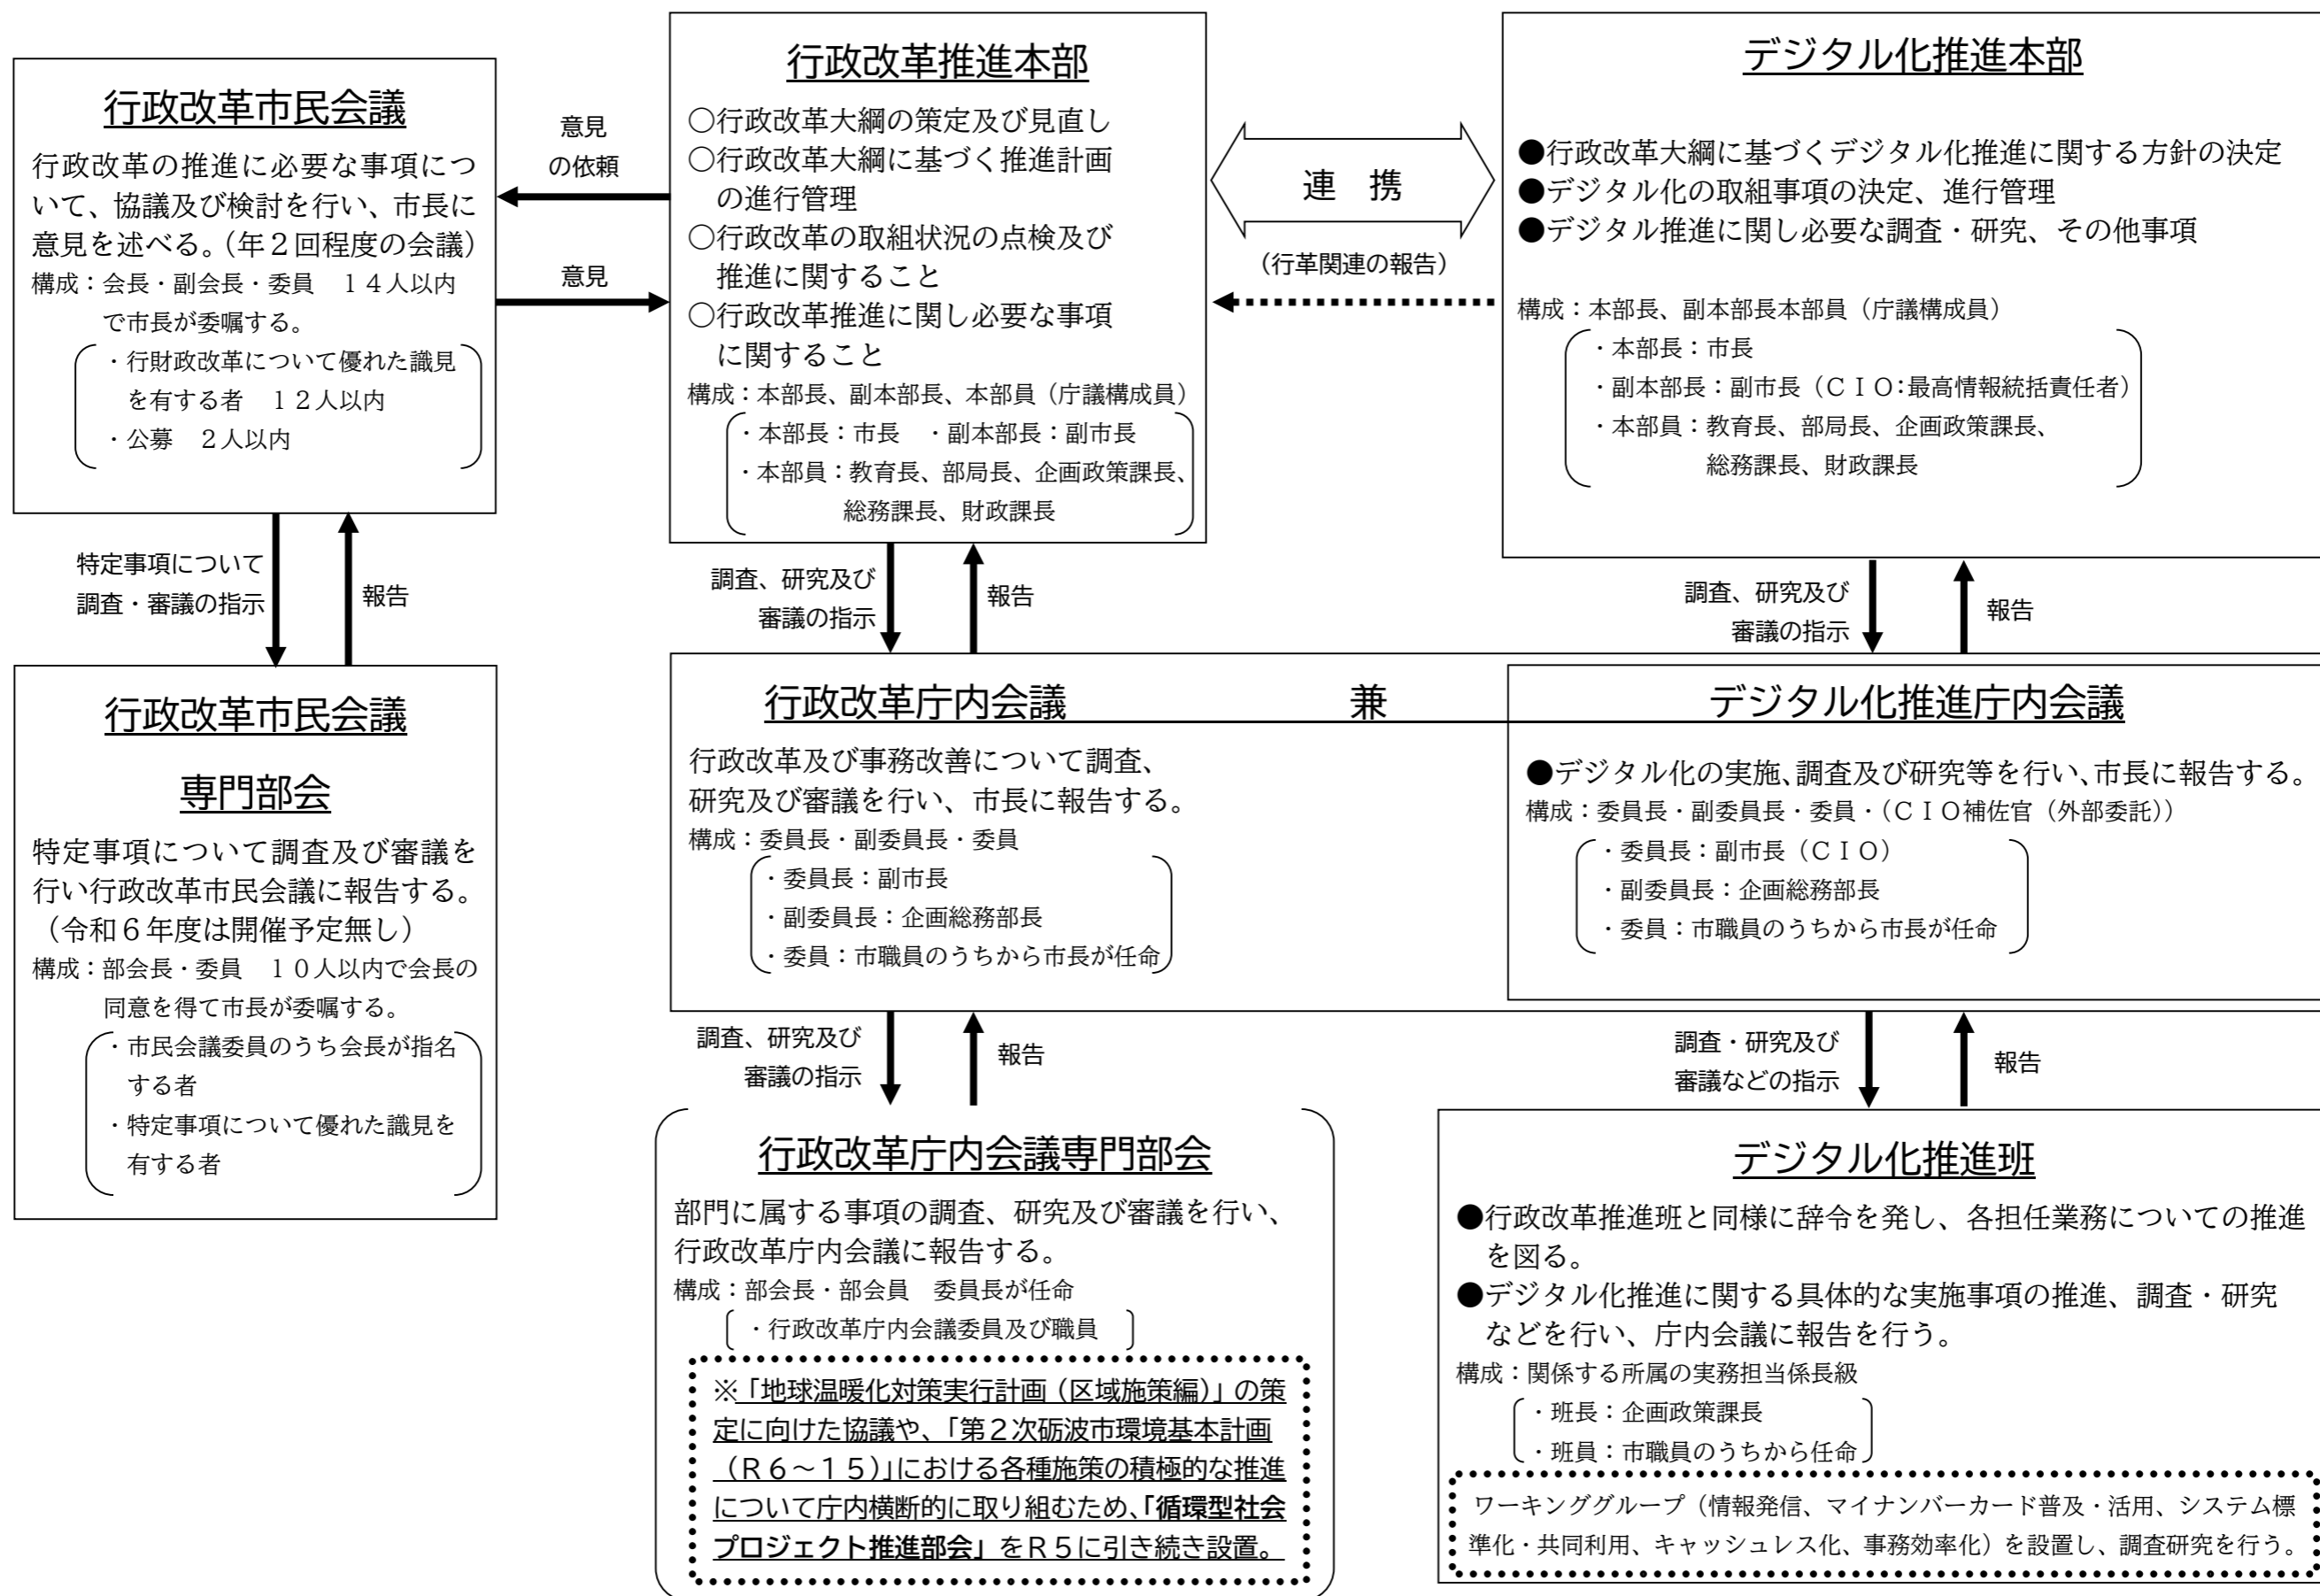 行政改革市民会議
行政改革の推進に必要な事項につ
いて、協議及び検討を行い、市長に
意見を述べる。（年２回程度の会議）
構成：会長・副会長・委員　１４人以内
で市長が委嘱する。
・行財政改革について優れた識見
を有する者　１２人以内
・公募　２人以内
意見
の依頼
意見
行政改革推進本部
○行政改革大綱の策定及び見直し
○行政改革大綱に基づく推進計画
の進行管理
○行政改革の取組状況の点検及び
推進に関すること
○行政改革推進に関し必要な事項
に関すること
構成：本部長、副本部長、本部員（庁議構成員）
・本部長：市長　・副本部長：副市長
・本部員：教育長、部局長、企画政策課長、
総務課長、財政課長
連　携
（行革関連の報告）
デジタル化推進本部
●行政改革大綱に基づくデジタル化推進に関する方針の決定
●デジタル化の取組事項の決定、進行管理
●デジタル推進に関し必要な調査・研究、その他事項
構成：本部長、副本部長本部員（庁議構成員）
・本部長：市長
・副本部長：副市長（ＣＩＯ：最高情報統括責任者）
・本部員：教育長、部局長、企画政策課長、
総務課長、財政課長
特定事項について
調査・審議の指示
報告
調査、研究及び
審議の指示
報告
調査、研究及び
審議の指示
報告
行政改革市民会議
専門部会
特定事項について調査及び審議を
行い行政改革市民会議に報告する。
（令和６年度は開催予定無し）
構成：部会長・委員　１０人以内で会長の
同意を得て市長が委嘱する。
・市民会議委員のうち会長が指名
する者
・特定事項について優れた識見を
有する者
行政改革庁内会議　兼　デジタル化推進庁内会議
行政改革及び事務改善について調査、
研究及び審議を行い、市長に報告する。
構成：委員長・副委員長・委員
・委員長：副市長
・副委員長：企画総務部長
・委員：市職員のうちから市長が任命
●デジタル化の実施、調査及び研究等を行い、市長に報告する。
構成：委員長・副委員長・委員・（ＣＩＯ補佐官（外部委託））
・委員長：副市長（ＣＩＯ）
・副委員長：企画総務部長
・委員：市職員のうちから市長が任命
調査、研究及び
審議の指示
報告
調査・研究及び
審議などの指示
報告
行政改革庁内会議専門部会
部門に属する事項の調査、研究及び審議を行い、
行政改革庁内会議に報告する。
構成：部会長・部会員　委員長が任命
・行政改革庁内会議委員及び職員
※「地球温暖化対策実行計画（区域施策編）」の策
定に向けた協議や、「第２次砺波市環境基本計画
（Ｒ６～１５）」における各種施策の積極的な推進
について庁内横断的に取り組むため、「循環型社会
プロジェクト推進部会」をＲ５に引き続き設置。
デジタル化推進班
●行政改革推進班と同様に辞令を発し、各担任業務についての推進
を図る。
●デジタル化推進に関する具体的な実施事項の推進、調査・研究
などを行い、庁内会議に報告を行う。
構成：関係する所属の実務担当係長級
・班長：企画政策課長
・班員：市職員のうちから任命
ワーキンググループ（情報発信、マイナンバーカード普及・活用、システム標
準化・共同利用、キャッシュレス化、事務効率化）を設置し、調査研究を行う。